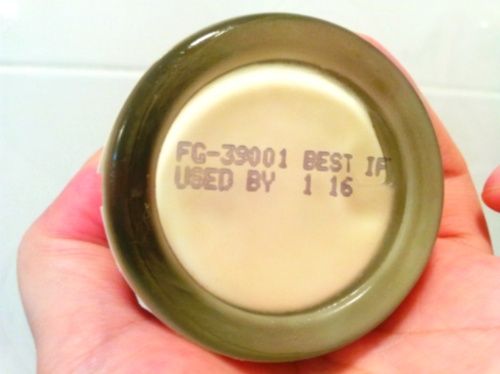 FG-39001 BEST IF
USED BY 1 16